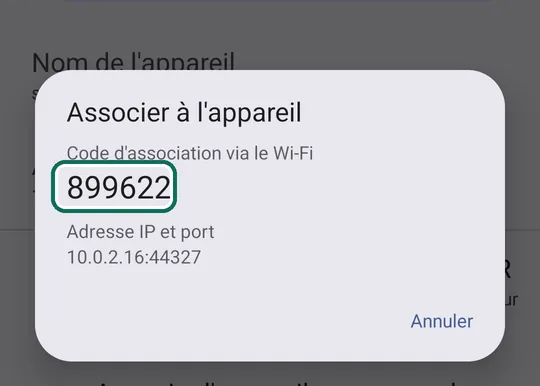 Nom de l'appareil
Associer à l'appareil
Code d'association via le Wi-Fi
899622
Adresse IP et port
10.0.2.16:44327
R
ur
Annuler